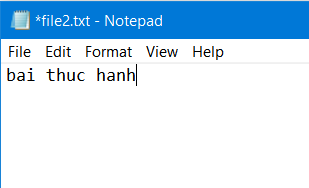 *file2.txt - Notepad
File Edit Format View Help
bai thuc hanh